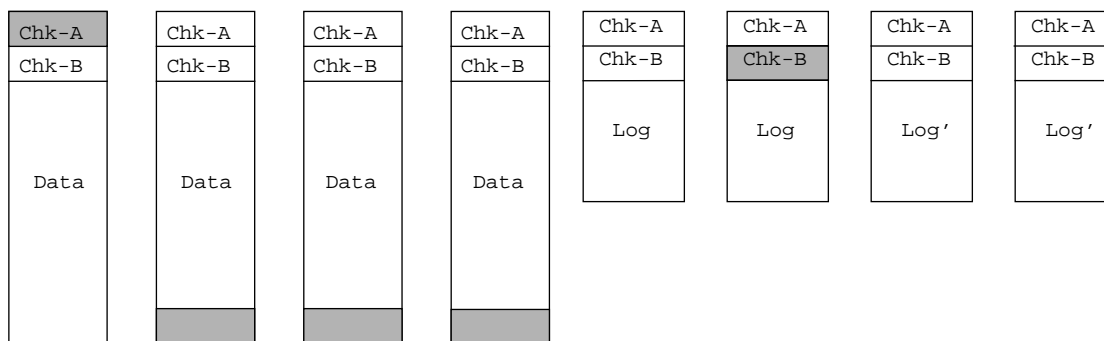 Chk-A Chk-A Chk-A Chk-A Chk-A Chk-A Chk-A Chk-A
Chk-B Chk-B Chk-B Chk-B Chk-B Chk-B Chk-B Chk-B
Log Log Log' Log'
Data Data Data Data